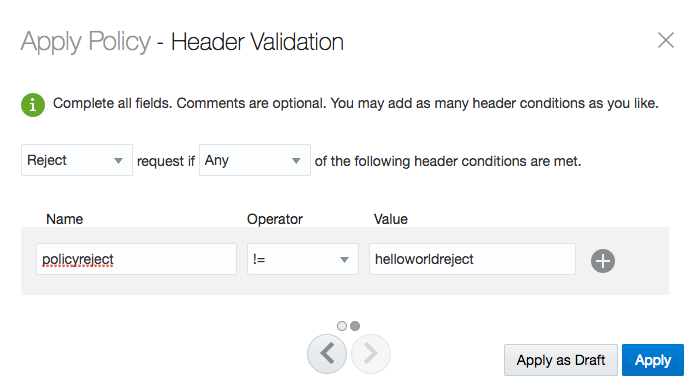 Apply Policy - Header Validation
Complete all fields. Comments are optional. You may add as many header conditions as you like.
Reject request if Any of the following header conditions are met.
Name Operator Value
policyreject != helloworldreject
Apply as Draft Apply